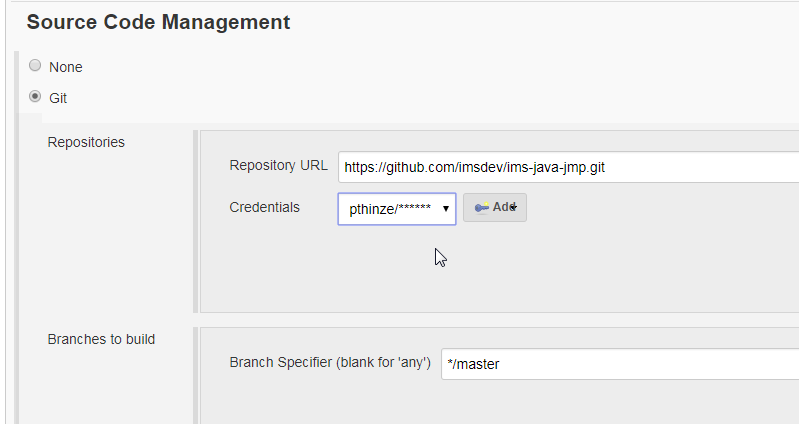 Source Code Management
None
Git
Repositories
Repository URL https://github.com/imsdev/ims-java-jmp.git
Credentials pthinze/****** Add
Branches to build
Branch Specifier (blank for 'any') */master